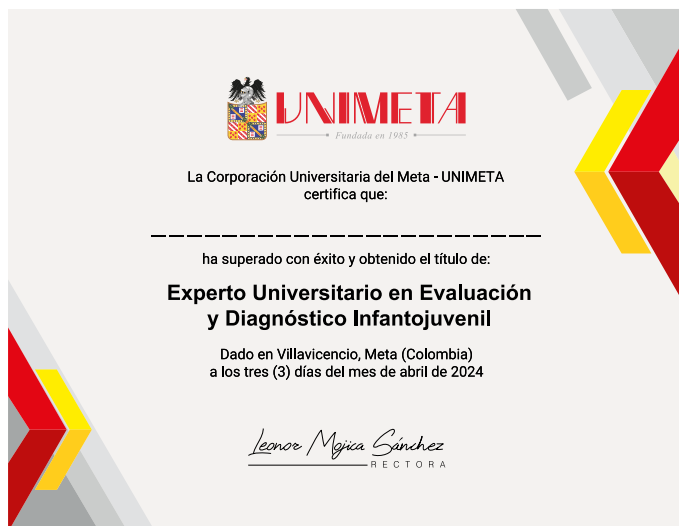 UNIMETA
Fundada en 1985
La Corporación Universitaria del Meta - UNIMETA
certifica que:
ha superado con éxito y obtenido el título de:
Experto Universitario en Evaluación
y Diagnóstico Infantojuvenil
Dado en Villavicencio, Meta (Colombia)
a los tres (3) días del mes de abril de 2024
Leonor Mojica Sánchez
RECTORA